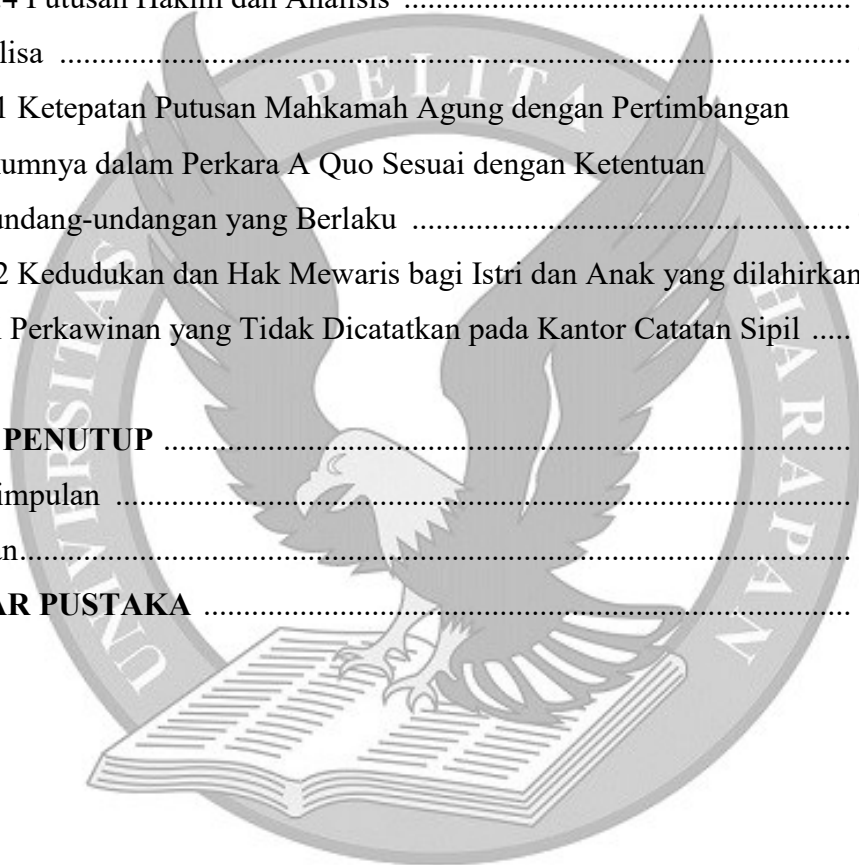 .4 Putusan Hakim dan Analisis ........................................................
lisa ...................................................................................................
1 Ketepatan Putusan Mahkamah Agung dengan Pertimbangan
umnya dalam Perkara A Quo Sesuai dengan Ketentuan
undang-undangan yang Berlaku .......................................................
2 Kedudukan dan Hak Mewaris bagi Istri dan Anak yang dilahirkan
Perkawinan yang Tidak Dicatatkan pada Kantor Catatan Sipil .....
PENUTUP ......................................................................................
impulan ............................................................................................
an........................................................................................................
AR PUSTAKA .................................................................................
UNIVERSITAS PELITA HARAPAN